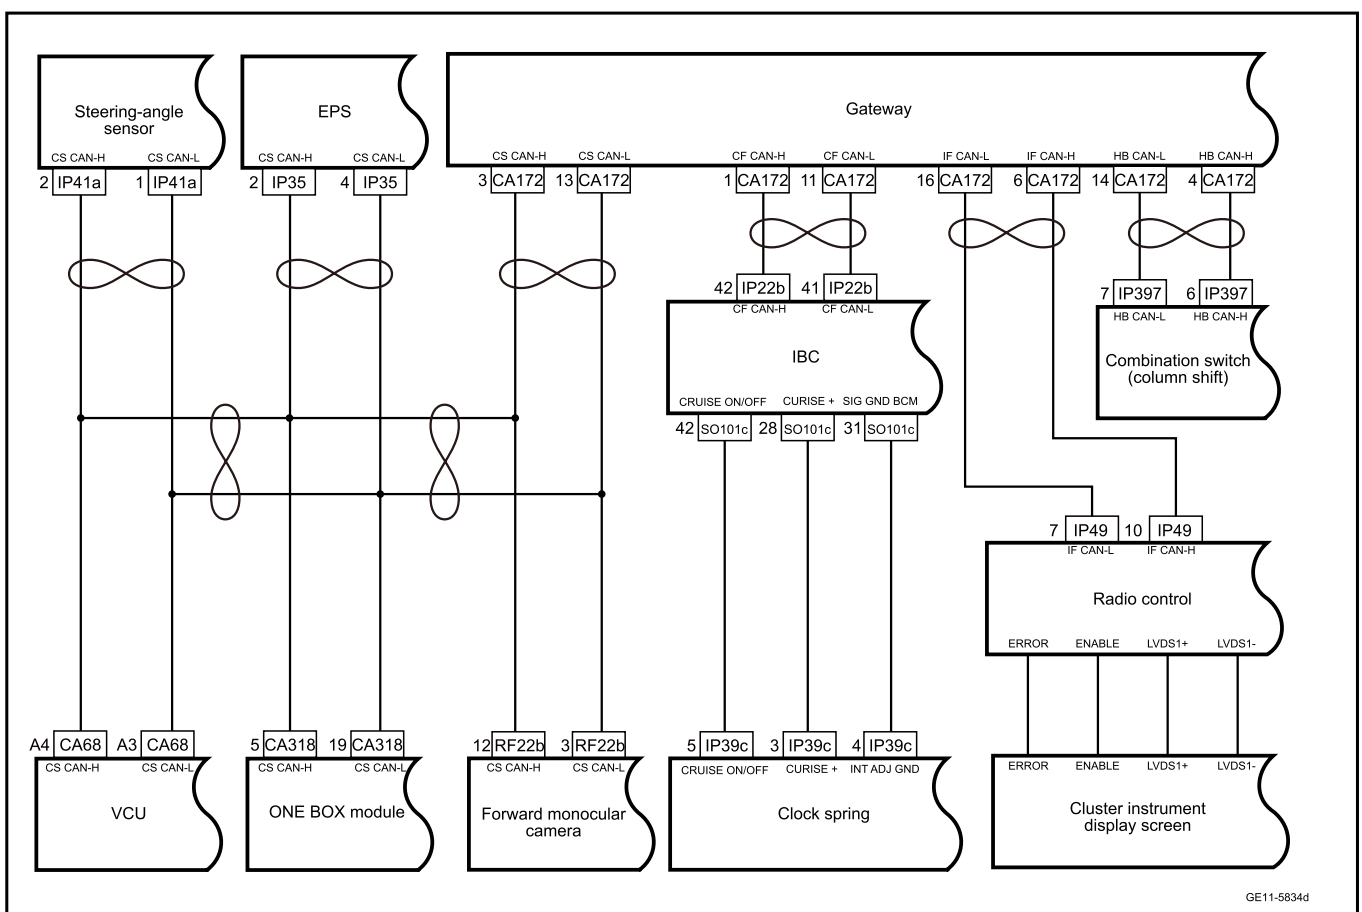 Steering-angle
sensor
CS CAN-H CS CAN-L
2 IP41a 1 IP41a
EPS
CS CAN-H CS CAN-L
2 IP35 4 IP35
Gateway
CS CAN-H CS CAN-L CF CAN-H CF CAN-L IF CAN-L IF CAN-H HB CAN-L HB CAN-H
3 CA172 13 CA172 1 CA172 11 CA172 16 CA172 6 CA172 14 CA172 4 CA172
42 IP22b 41 IP22b
CF CAN-H CF CAN-L
IBC
CRUISE ON/OFF CURISE + SIG GND BCM
42 SO101c 28 SO101c 31 SO101c
7 IP397 6 IP397
HB CAN-L HB CAN-H
Combination switch
(column shift)
7 IP49 10 IP49
IF CAN-L IF CAN-H
Radio control
ERROR ENABLE LVDS1+ LVDS1-
A4 CA68 A3 CA68
CS CAN-H CS CAN-L
VCU
5 CA318 19 CA318
CS CAN-H CS CAN-L
ONE BOX module
12 RF22b 3 RF22b
CS CAN-H CS CAN-L
Forward monocular
camera
5 IP39c 3 IP39c 4 IP39c
CRUISE ON/OFF CURISE + INT ADJ GND
Clock spring
ERROR ENABLE LVDS1+ LVDS1-
Cluster instrument
display screen
GE11-5834d